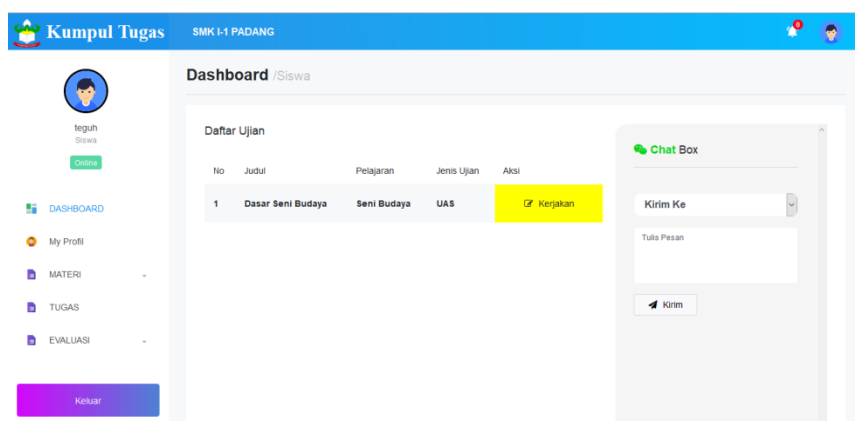 Kumpul Tugas
SMK I-1 PADANG
0
teguh
Siswa
Online
DASHBOARD
My Profil
MATERI
TUGAS
EVALUASI
Keluar
Dashboard /Siswa
Daftar Ujian
No Judul Pelajaran Jenis Ujian Aksi
1 Dasar Seni Budaya Seni Budaya UAS Kerjakan
Chat Box
Kirim Ke
Tulis Pesan
Kirim